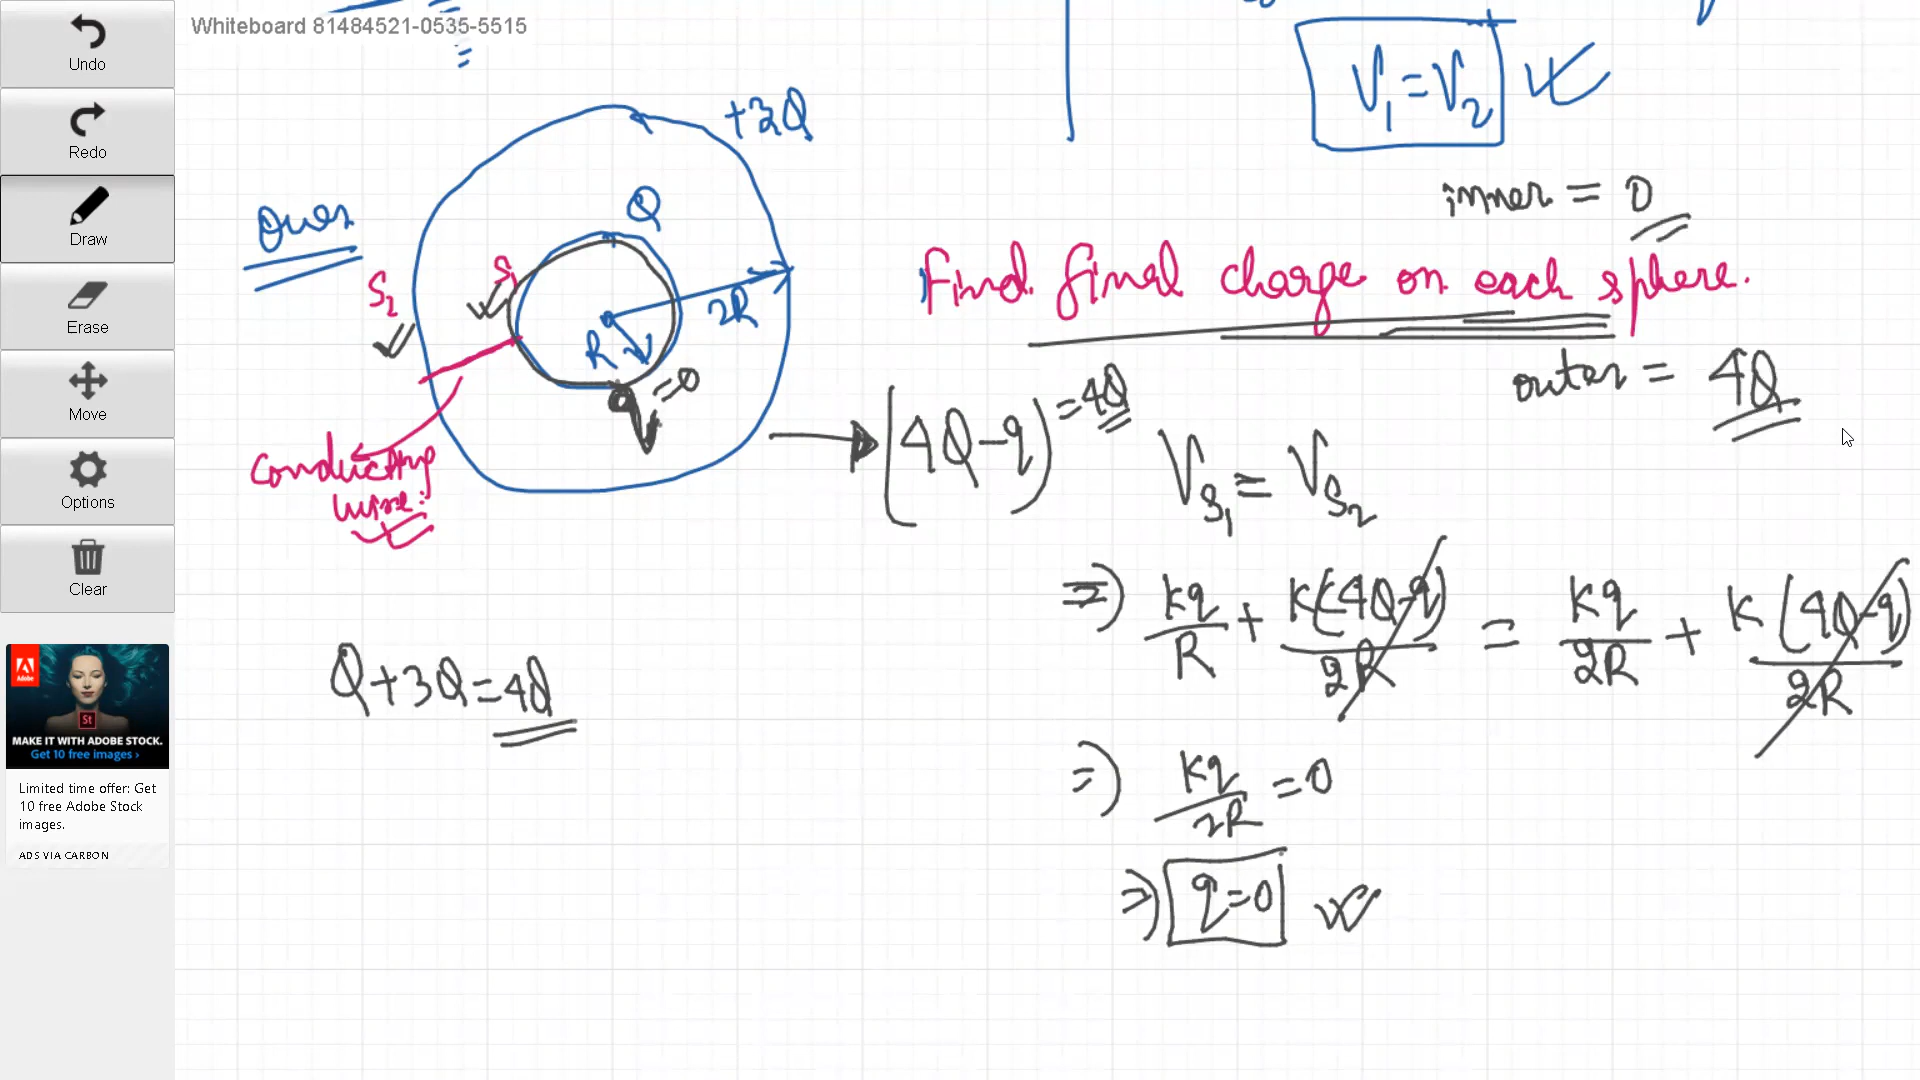 Whiteboard 81484521-0535-5515
Undo
Redo
Draw
Erase
Move
Options
Clear
MAKE IT WITH ADOBE STOCK.
Get 10 free images ›
Limited time offer: Get
10 free Adobe Stock
images.
ADS VIA CARBON
V₁ = V₂
+3Q
Ques
Q
S₂
S₁
2R
R
q = 0
Conducting
wire.
inner = 0
Find final charge on each sphere.
outer = 4Q
(4Q-q) = 4Q
V_S₁ = V_S₂
⇒) Kq/R + K(4Q-q)/2R = Kq/2R + K(4Q-q)/2R
Q+3Q=4Q
⇒) Kq/2R = 0
⇒) q=0